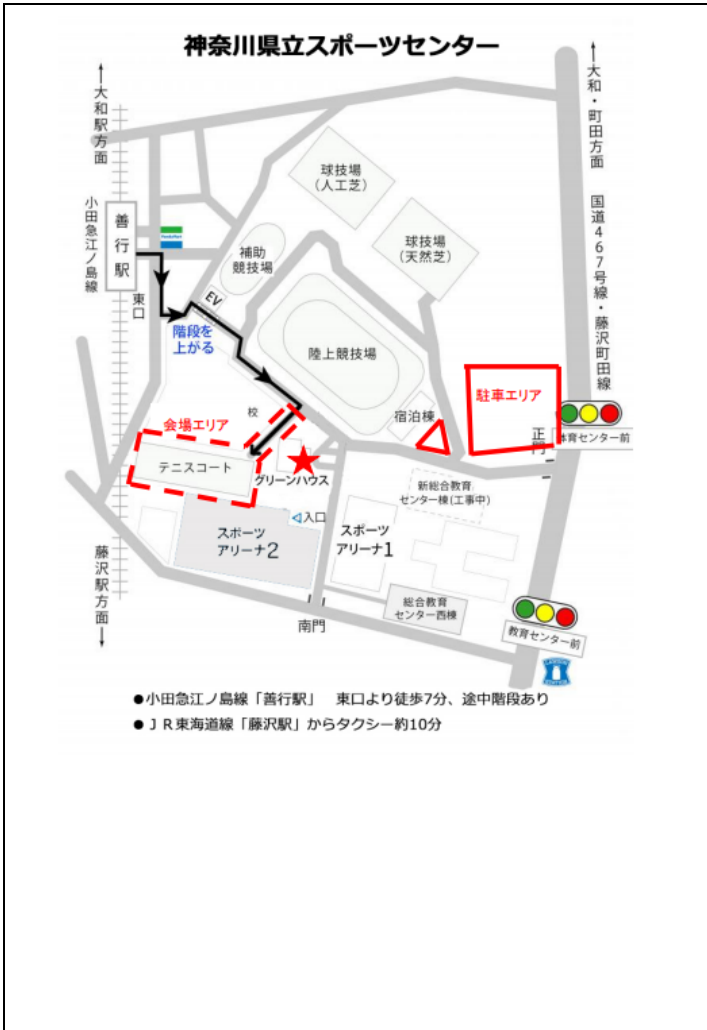 神奈川県立スポーツセンター
大和駅方面
大和・町田方面
国道467号線・藤沢町田線
小田急江ノ島線
善行駅
FamilyMart
東口
球技場
(人工芝)
球技場
(天然芝)
補助
競技場
EV
階段を
上がる
陸上競技場
宿泊棟
駐車エリア
正門
体育センター前
会場エリア
校
テニスコート
グリーンハウス
新総合教育
センター棟(工事中)
入口
スポーツ
アリーナ2
スポーツ
アリーナ1
総合教育
センター西棟
南門
教育センター前
藤沢駅方面
●小田急江ノ島線「善行駅」 東口より徒歩7分、途中階段あり
●JR東海道線「藤沢駅」からタクシー約10分